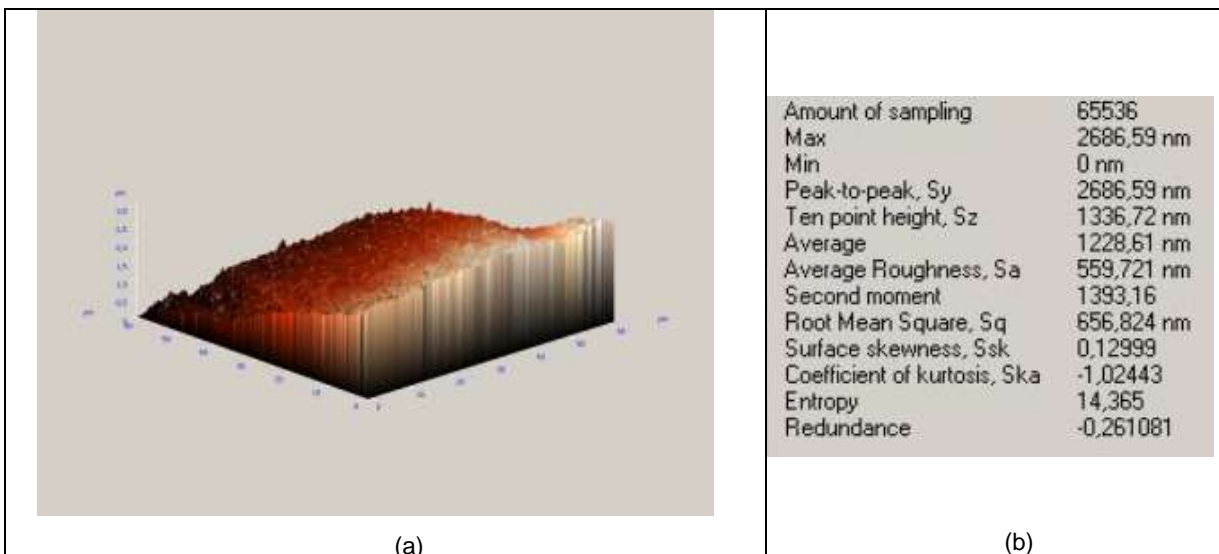 Amount of sampling 65536
Max 2686,59 nm
Min 0 nm
Peak-to-peak, Sy 2686,59 nm
Ten point height, Sz 1336,72 nm
Average 1228,61 nm
Average Roughness, Sa 559,721 nm
Second moment 1393,16
Root Mean Square, Sq 656,824 nm
Surface skewness, Ssk 0,12999
Coefficient of kurtosis, Ska -1,02443
Entropy 14,365
Redundance -0,261081
(a)
(b)